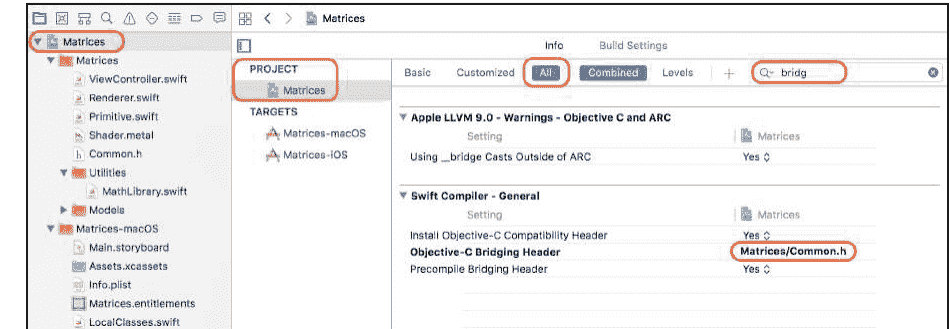 Matrices
Matrices
Matrices
ViewController.swift
Renderer.swift
Primitive.swift
Shader.metal
Common.h
Utilities
MathLibrary.swift
Models
Matrices-macOS
Main.storyboard
Assets.xcassets
Info.plist
Matrices.entitlements
LocalClasses.swift
Info Build Settings
PROJECT
Matrices
TARGETS
Matrices-macOS
Matrices-iOS
Basic Customized All Combined Levels + bridg
Apple LLVM 9.0 - Warnings - Objective C and ARC
Setting Matrices
Using __bridge Casts Outside of ARC Yes
Swift Compiler - General
Setting Matrices
Install Objective-C Compatibility Header Yes
Objective-C Bridging Header Matrices/Common.h
Precompile Bridging Header Yes